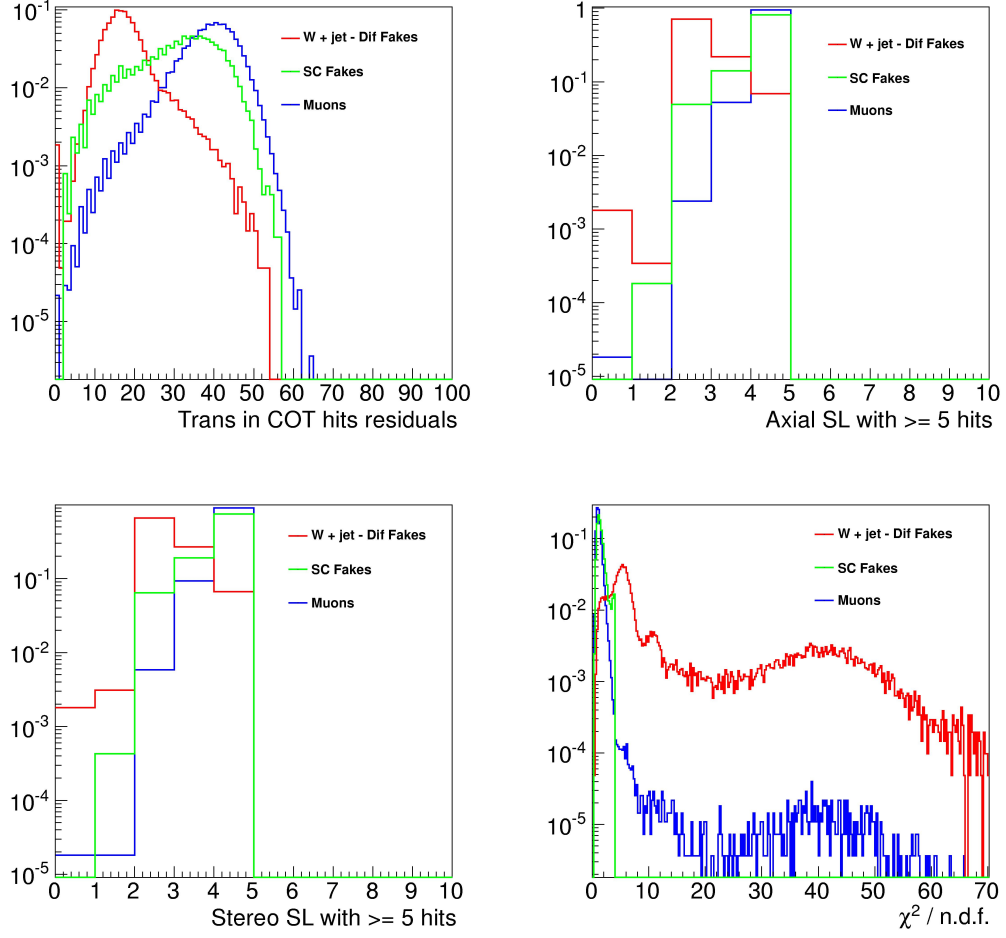 10^-1
10^-2
10^-3
10^-4
10^-5
W + jet - Dif Fakes
SC Fakes
Muons
0 10 20 30 40 50 60 70 80 90 100
Trans in COT hits residuals
1
10^-1
10^-2
10^-3
10^-4
10^-5
W + jet - Dif Fakes
SC Fakes
Muons
0 1 2 3 4 5 6 7 8 9 10
Axial SL with >= 5 hits
10^-1
10^-2
10^-3
10^-4
10^-5
W + jet - Dif Fakes
SC Fakes
Muons
0 1 2 3 4 5 6 7 8 9 10
Stereo SL with >= 5 hits
10^-1
10^-2
10^-3
10^-4
10^-5
W + jet - Dif Fakes
SC Fakes
Muons
0 10 20 30 40 50 60 70
χ² / n.d.f.